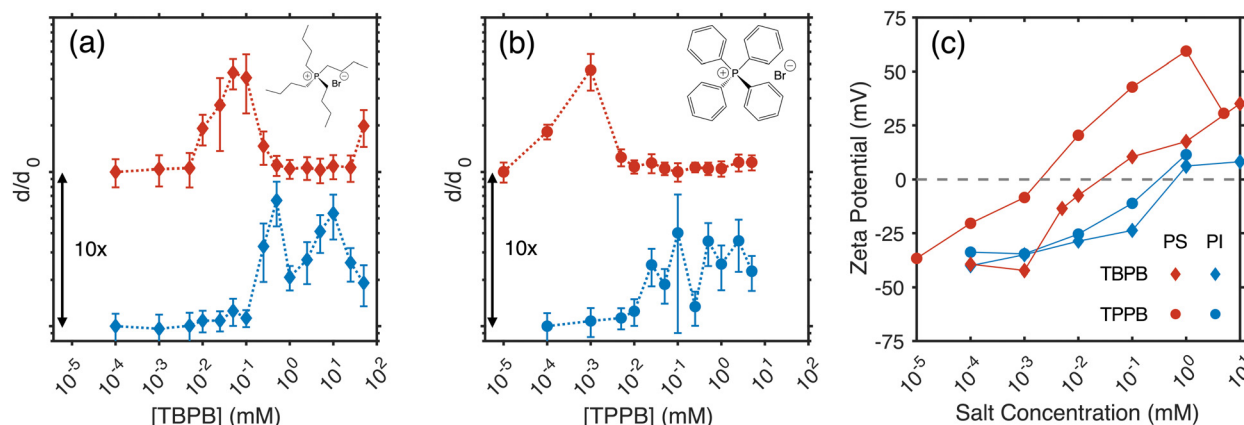 (a)
P
Br
d/d0
10x
10⁻⁵ 10⁻⁴ 10⁻³ 10⁻² 10⁻¹ 10⁰ 10¹ 10²
[TBPB] (mM)
(b)
P
Br
d/d0
10x
10⁻⁵ 10⁻⁴ 10⁻³ 10⁻² 10⁻¹ 10⁰ 10¹ 10²
[TPPB] (mM)
(c)
Zeta Potential (mV)
75
50
25
0
-25
-50
-75
PS PI
TBPB
TPPB
10⁻⁵ 10⁻⁴ 10⁻³ 10⁻² 10⁻¹ 10⁰ 10¹
Salt Concentration (mM)